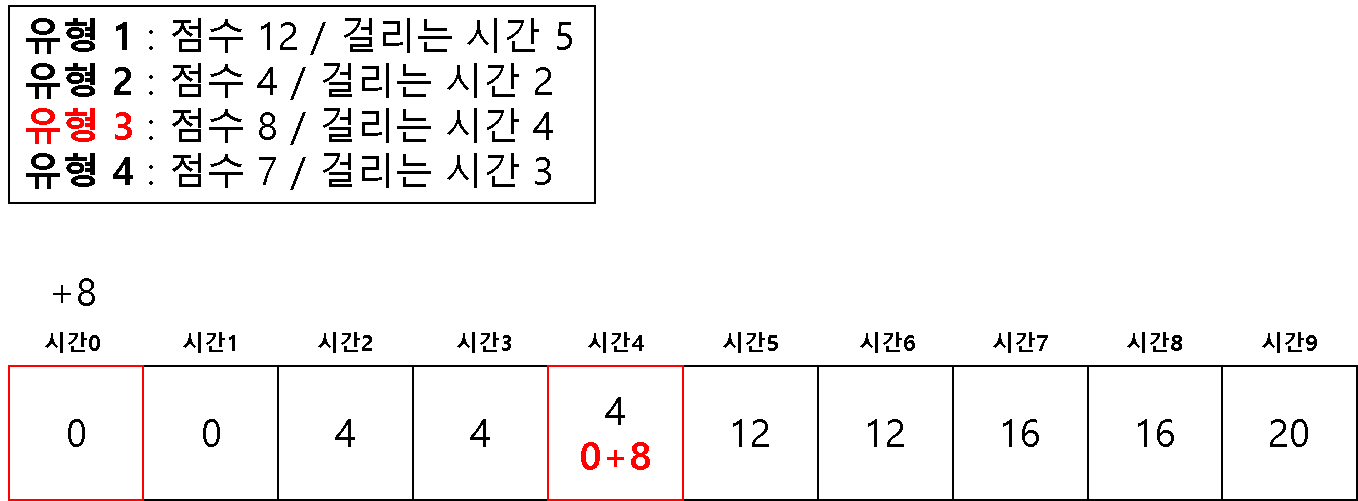 유형 1 : 점수 12 / 걸리는 시간 5
유형 2 : 점수 4 / 걸리는 시간 2
유형 3 : 점수 8 / 걸리는 시간 4
유형 4 : 점수 7 / 걸리는 시간 3
+8
시간0 시간1 시간2 시간3 시간4 시간5 시간6 시간7 시간8 시간9
0 0 4 4 4 12 12 16 16 20
0+8